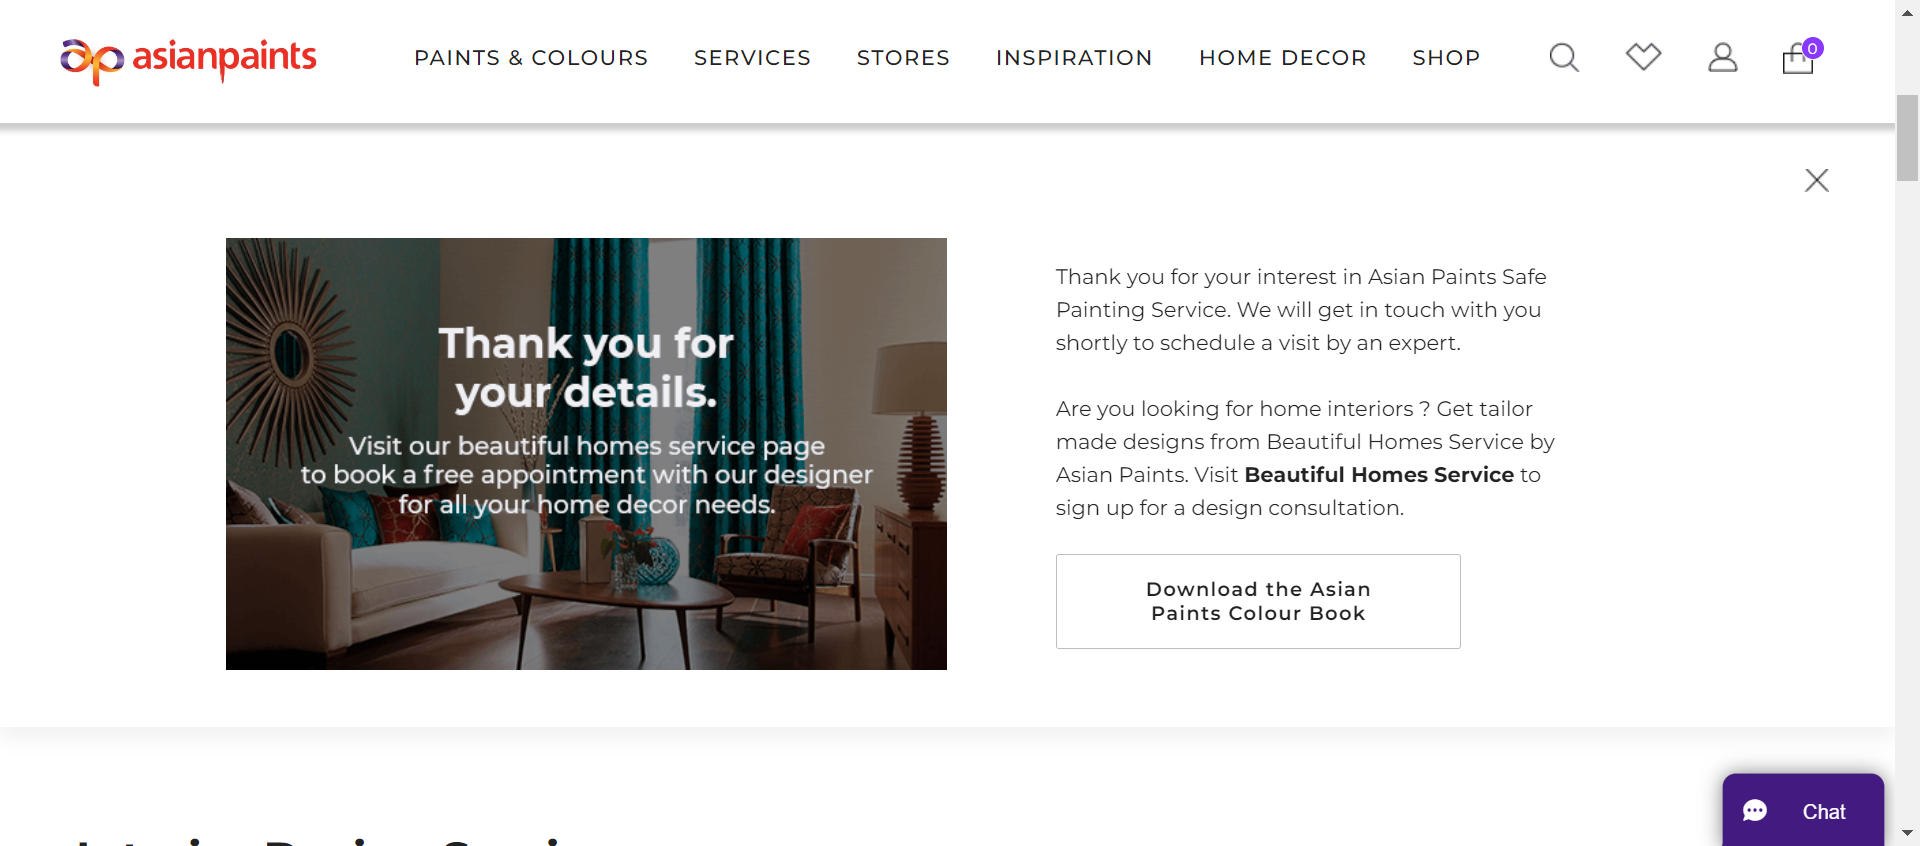 asianpaints
PAINTS & COLOURS SERVICES STORES INSPIRATION HOME DECOR SHOP
0
Thank you for
your details.
Visit our beautiful homes service page
to book a free appointment with our designer
for all your home decor needs.
Thank you for your interest in Asian Paints Safe
Painting Service. We will get in touch with you
shortly to schedule a visit by an expert.
Are you looking for home interiors ? Get tailor
made designs from Beautiful Homes Service by
Asian Paints. Visit Beautiful Homes Service to
sign up for a design consultation.
Download the Asian
Paints Colour Book
Chat